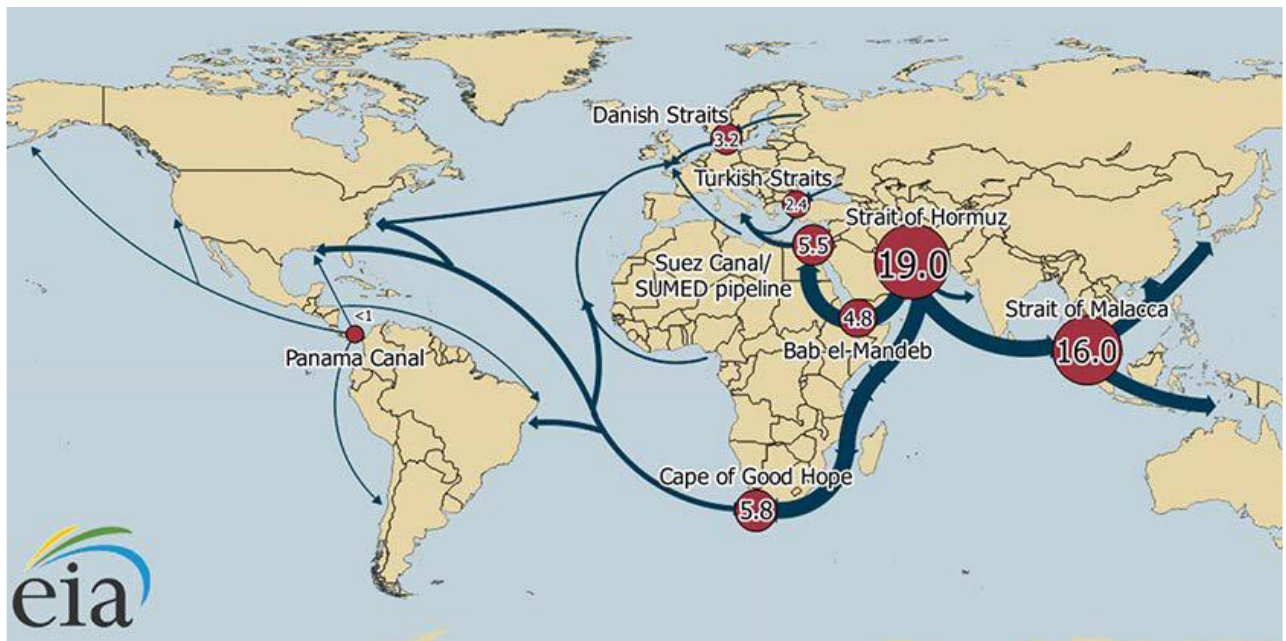 Danish Straits
3.2
Turkish Straits
2.4
Strait of Hormuz
5.5
19.0
Suez Canal/
SUMED pipeline
Strait of Malacca
4.8
<1
16.0
Panama Canal
Bab el-Mandeb
Cape of Good Hope
5.8
eia